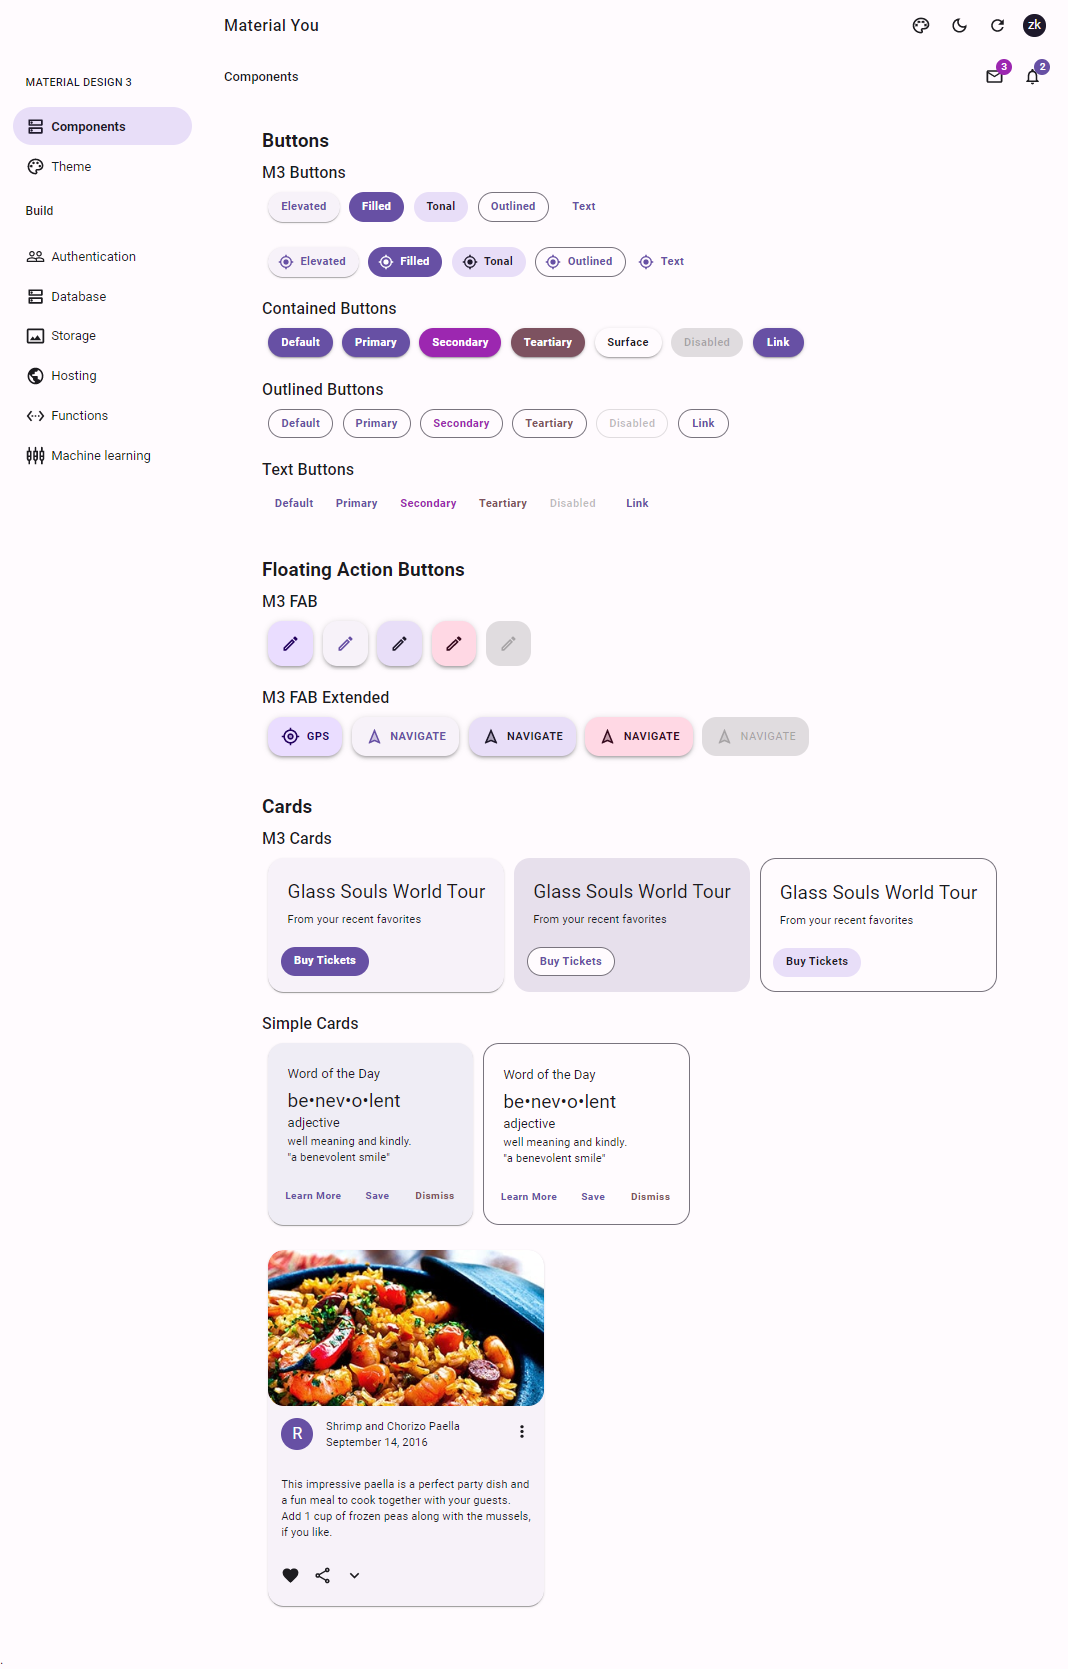 Material You
zk
MATERIAL DESIGN 3
Components
3
2
Components
Theme
Build
Authentication
Database
Storage
Hosting
Functions
Machine learning
Buttons
M3 Buttons
Elevated Filled Tonal Outlined Text
Elevated Filled Tonal Outlined Text
Contained Buttons
Default Primary Secondary Teartiary Surface Disabled Link
Outlined Buttons
Default Primary Secondary Teartiary Disabled Link
Text Buttons
Default Primary Secondary Teartiary Disabled Link
Floating Action Buttons
M3 FAB
M3 FAB Extended
GPS NAVIGATE NAVIGATE NAVIGATE NAVIGATE
Cards
M3 Cards
Glass Souls World Tour
From your recent favorites
Buy Tickets
Glass Souls World Tour
From your recent favorites
Buy Tickets
Glass Souls World Tour
From your recent favorites
Buy Tickets
Simple Cards
Word of the Day
be•nev•o•lent
adjective
well meaning and kindly.
"a benevolent smile"
Learn More Save Dismiss
Word of the Day
be•nev•o•lent
adjective
well meaning and kindly.
"a benevolent smile"
Learn More Save Dismiss
R
Shrimp and Chorizo Paella
September 14, 2016
This impressive paella is a perfect party dish and
a fun meal to cook together with your guests.
Add 1 cup of frozen peas along with the mussels,
if you like.
.